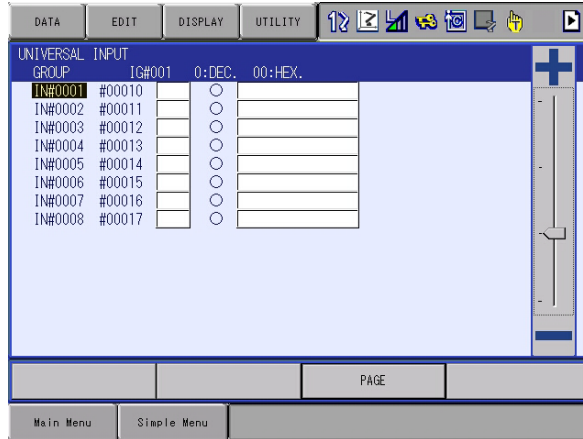 DATA EDIT DISPLAY UTILITY
UNIVERSAL INPUT
GROUP IG#001 0:DEC. 00:HEX.
IN#0001 #00010
IN#0002 #00011
IN#0003 #00012
IN#0004 #00013
IN#0005 #00014
IN#0006 #00015
IN#0007 #00016
IN#0008 #00017
PAGE
Main Menu Simple Menu